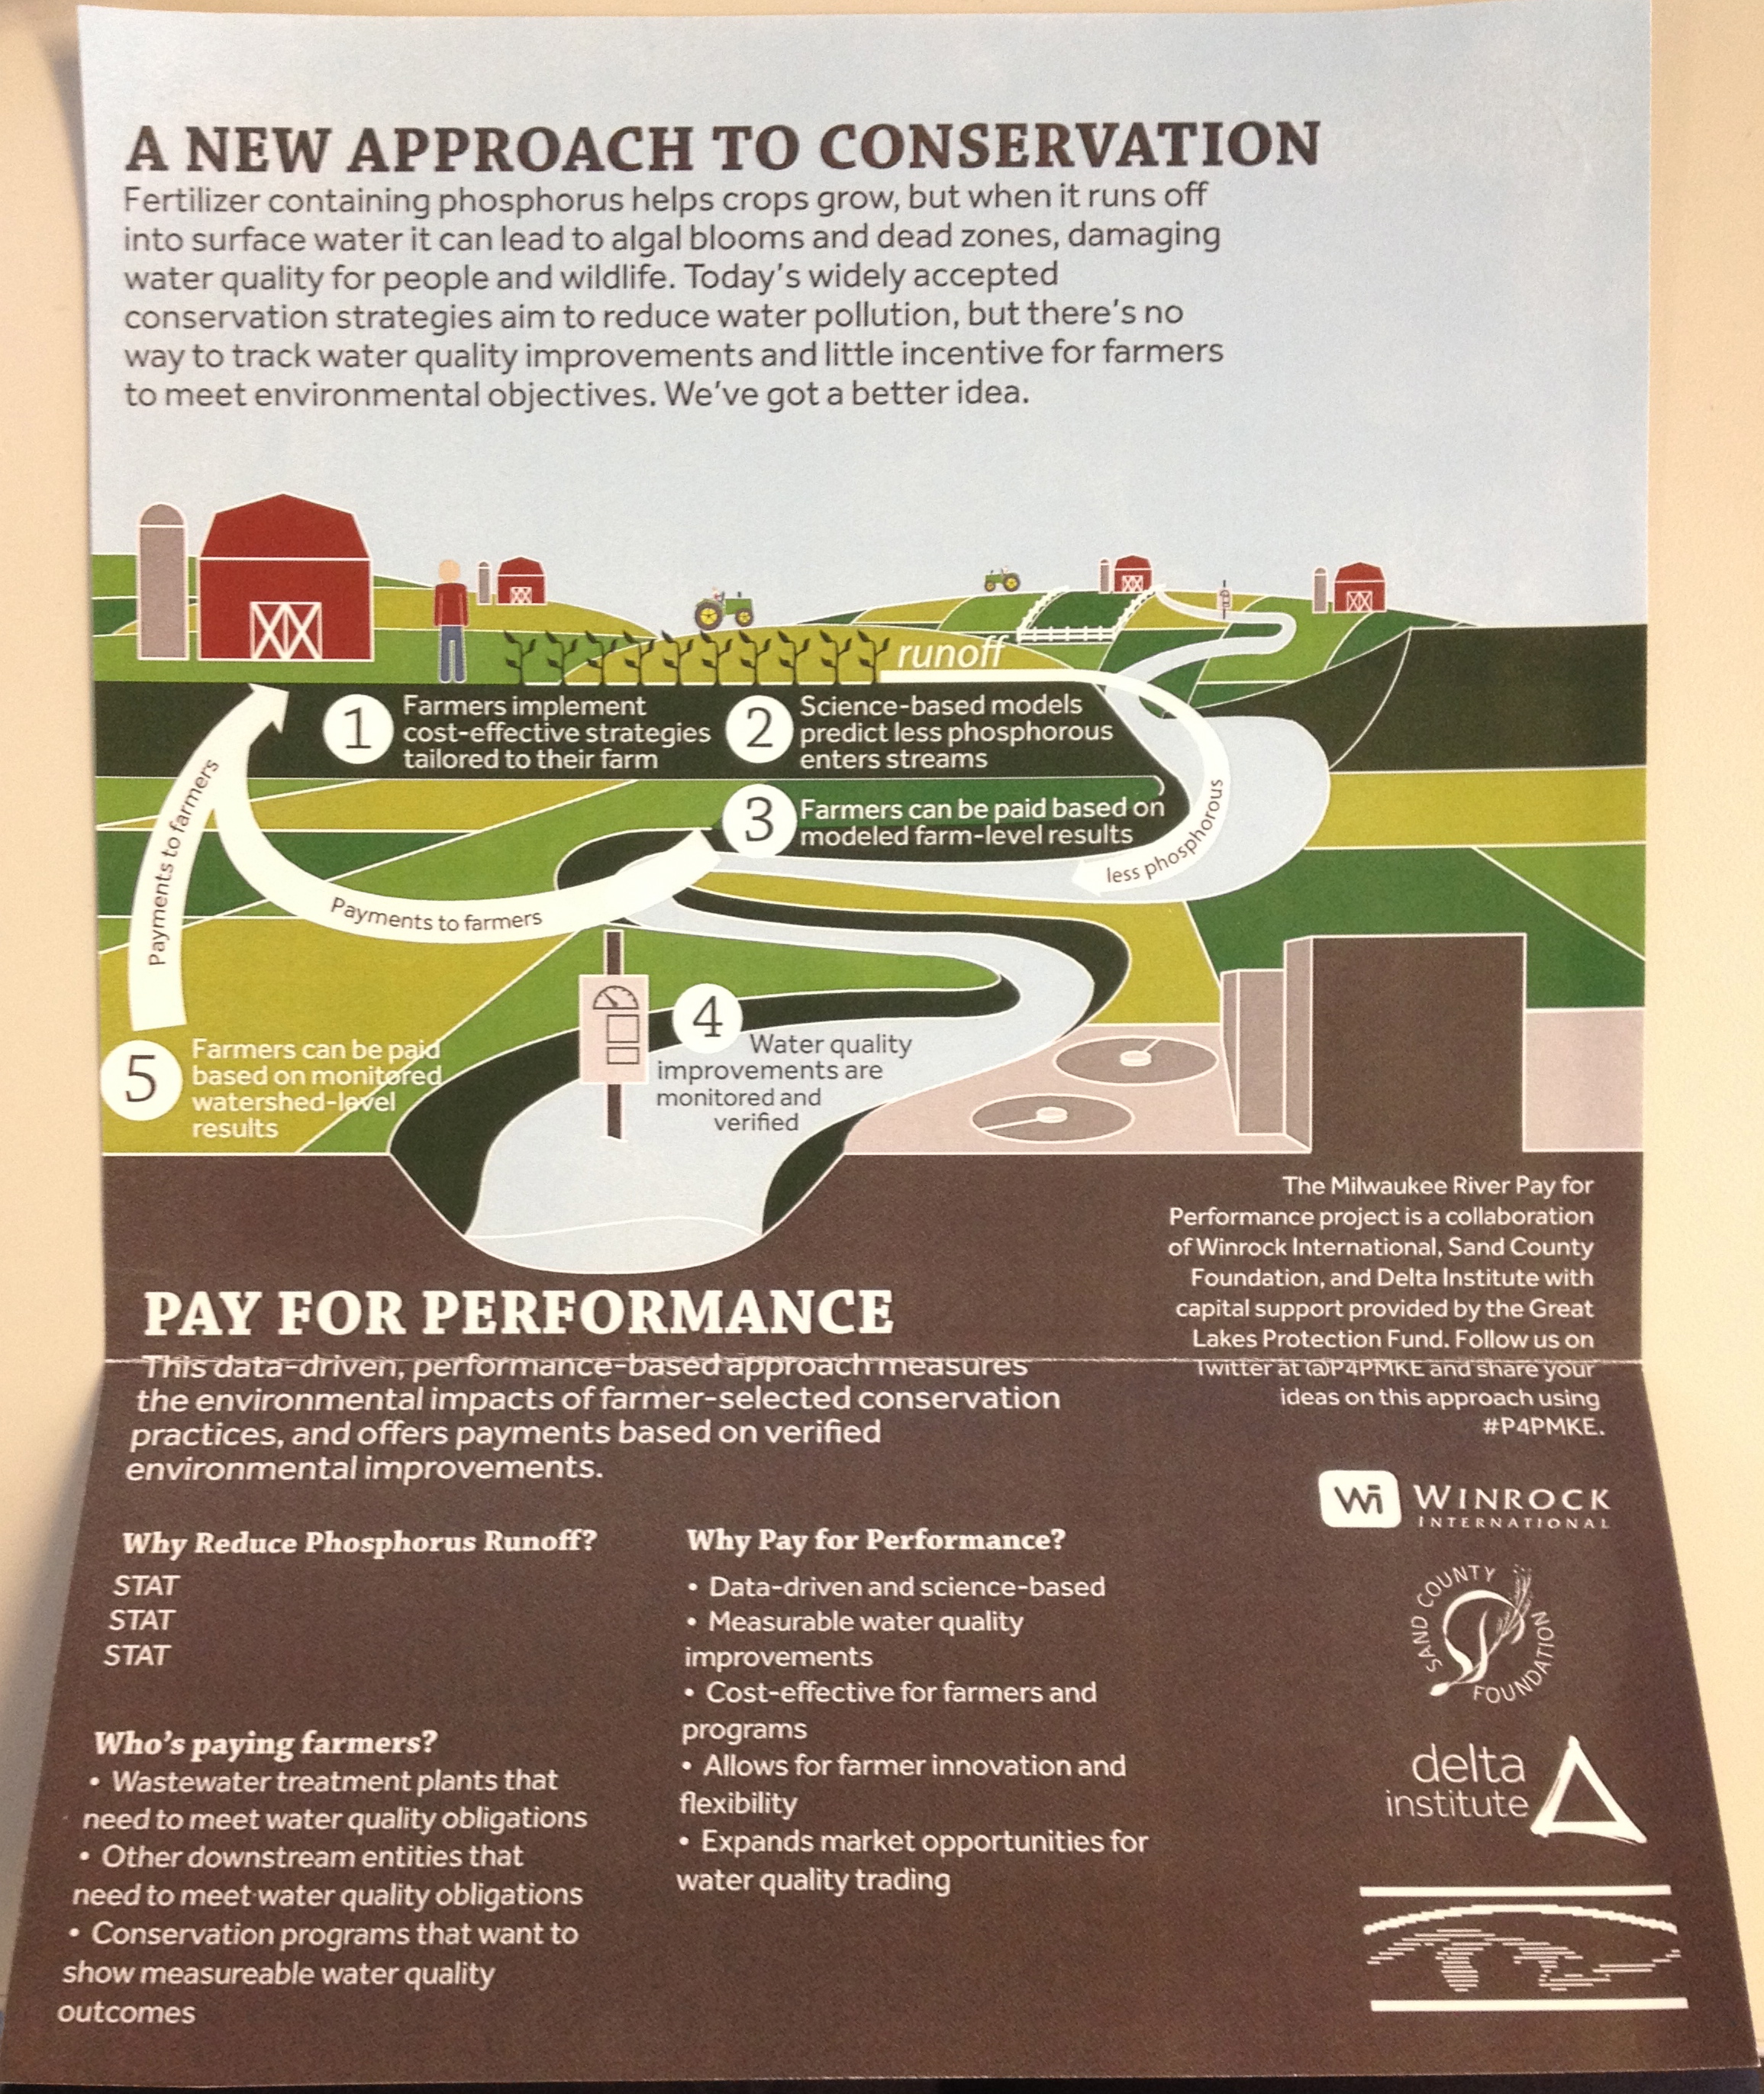 A NEW APPROACH TO CONSERVATION
Fertilizer containing phosphorus helps crops grow, but when it runs off
into surface water it can lead to algal blooms and dead zones, damaging
water quality for people and wildlife. Today's widely accepted
conservation strategies aim to reduce water pollution, but there's no
way to track water quality improvements and little incentive for farmers
to meet environmental objectives. We've got a better idea.
runoff
1
Farmers implement
cost-effective strategies
tailored to their farm
2
Science-based models
predict less phosphorous
enters streams
3
Farmers can be paid based on
modeled farm-level results
less phosphorous
Payments to farmers
Payments to farmers
4
Water quality
improvements are
monitored and
verified
5
Farmers can be paid
based on monitored
watershed-level
results
The Milwaukee River Pay for
Performance project is a collaboration
of Winrock International, Sand County
Foundation, and Delta Institute with
capital support provided by the Great
Lakes Protection Fund. Follow us on
Twitter at @P4PMKE and share your
ideas on this approach using
#P4PMKE.
PAY FOR PERFORMANCE
This data-driven, performance-based approach measures
the environmental impacts of farmer-selected conservation
practices, and offers payments based on verified
environmental improvements.
Why Reduce Phosphorus Runoff?
STAT
STAT
STAT
Who's paying farmers?
• Wastewater treatment plants that
need to meet water quality obligations
• Other downstream entities that
need to meet water quality obligations
• Conservation programs that want to
show measureable water quality
outcomes
Why Pay for Performance?
• Data-driven and science-based
• Measurable water quality
improvements
• Cost-effective for farmers and
programs
• Allows for farmer innovation and
flexibility
• Expands market opportunities for
water quality trading
Wi WINROCK
INTERNATIONAL
SAND COUNTY
FOUNDATION
delta
institute